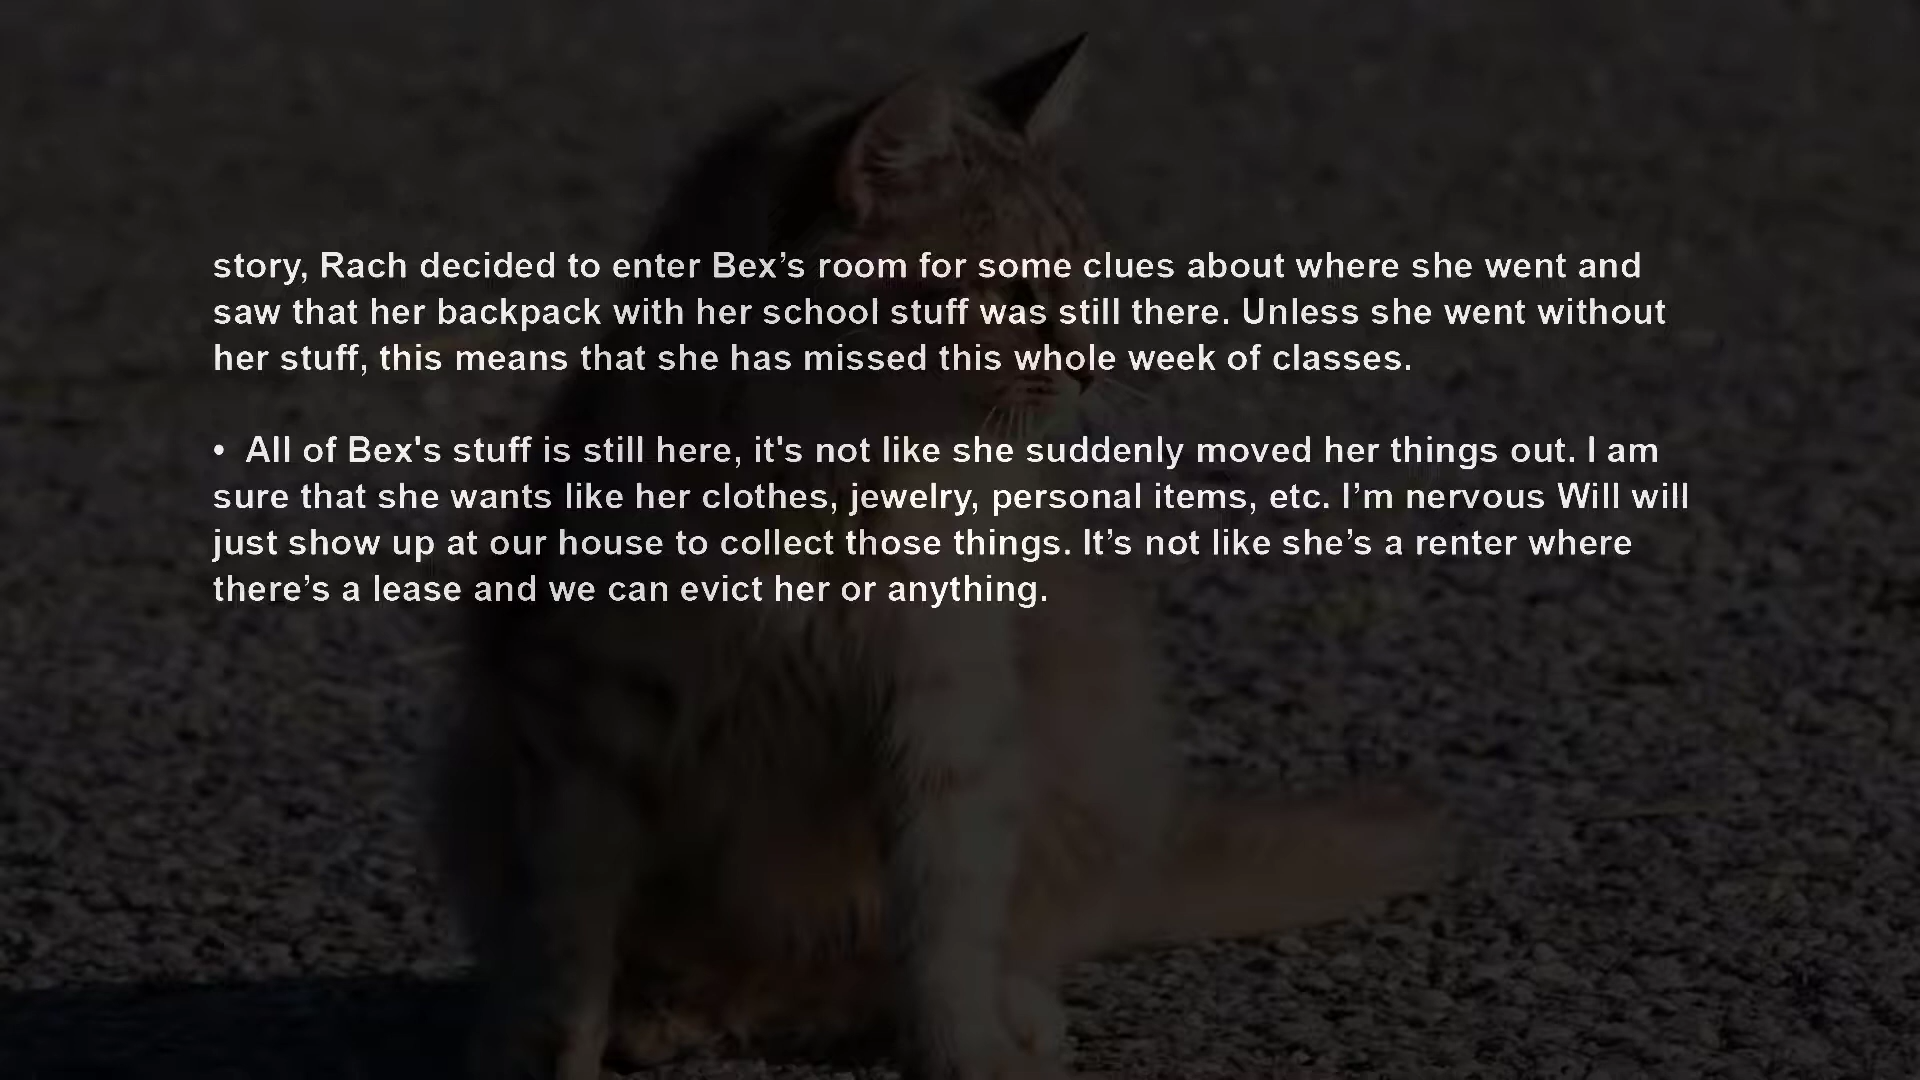 story, Rach decided to enter Bex’s room for some clues about where she went and
saw that her backpack with her school stuff was still there. Unless she went without
her stuff, this means that she has missed this whole week of classes.
• All of Bex's stuff is still here, it's not like she suddenly moved her things out. I am
sure that she wants like her clothes, jewelry, personal items, etc. I’m nervous Will will
just show up at our house to collect those things. It’s not like she’s a renter where
there’s a lease and we can evict her or anything.